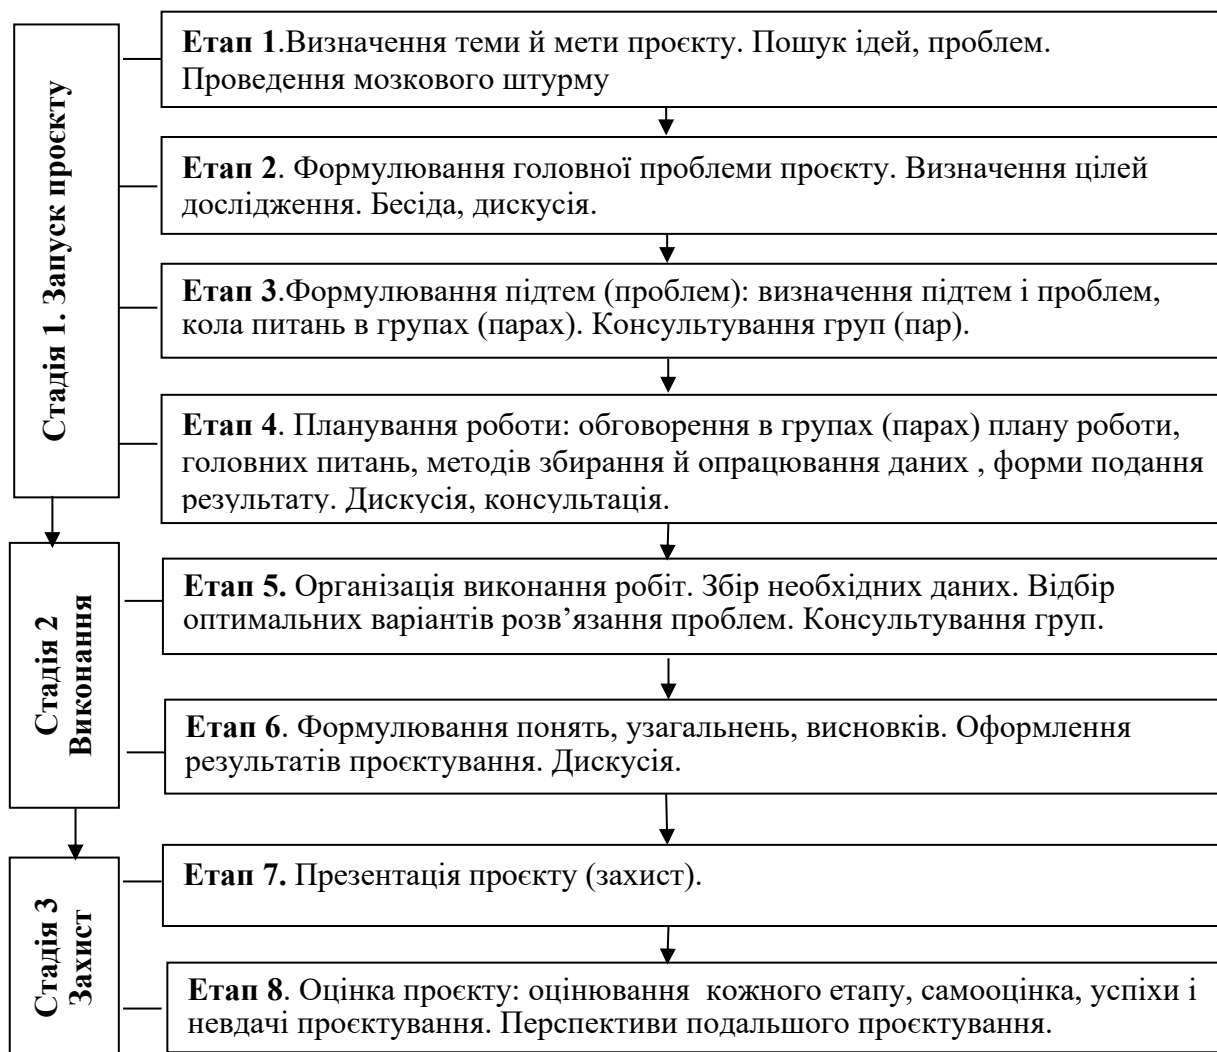 Стадія 1. Запуск проєкту
Етап 1.Визначення теми й мети проєкту. Пошук ідей, проблем.
Проведення мозкового штурму
Етап 2. Формулювання головної проблеми проєкту. Визначення цілей
дослідження. Бесіда, дискусія.
Етап 3.Формулювання підтем (проблем): визначення підтем і проблем,
кола питань в групах (парах). Консультування груп (пар).
Етап 4. Планування роботи: обговорення в групах (парах) плану роботи,
головних питань, методів збирання й опрацювання даних , форми подання
результату. Дискусія, консультація.
Стадія 2
Виконання
Етап 5. Організація виконання робіт. Збір необхідних даних. Відбір
оптимальних варіантів розв’язання проблем. Консультування груп.
Етап 6. Формулювання понять, узагальнень, висновків. Оформлення
результатів проєктування. Дискусія.
Стадія 3
Захист
Етап 7. Презентація проєкту (захист).
Етап 8. Оцінка проєкту: оцінювання  кожного етапу, самооцінка, успіхи і
невдачі проєктування. Перспективи подальшого проєктування.